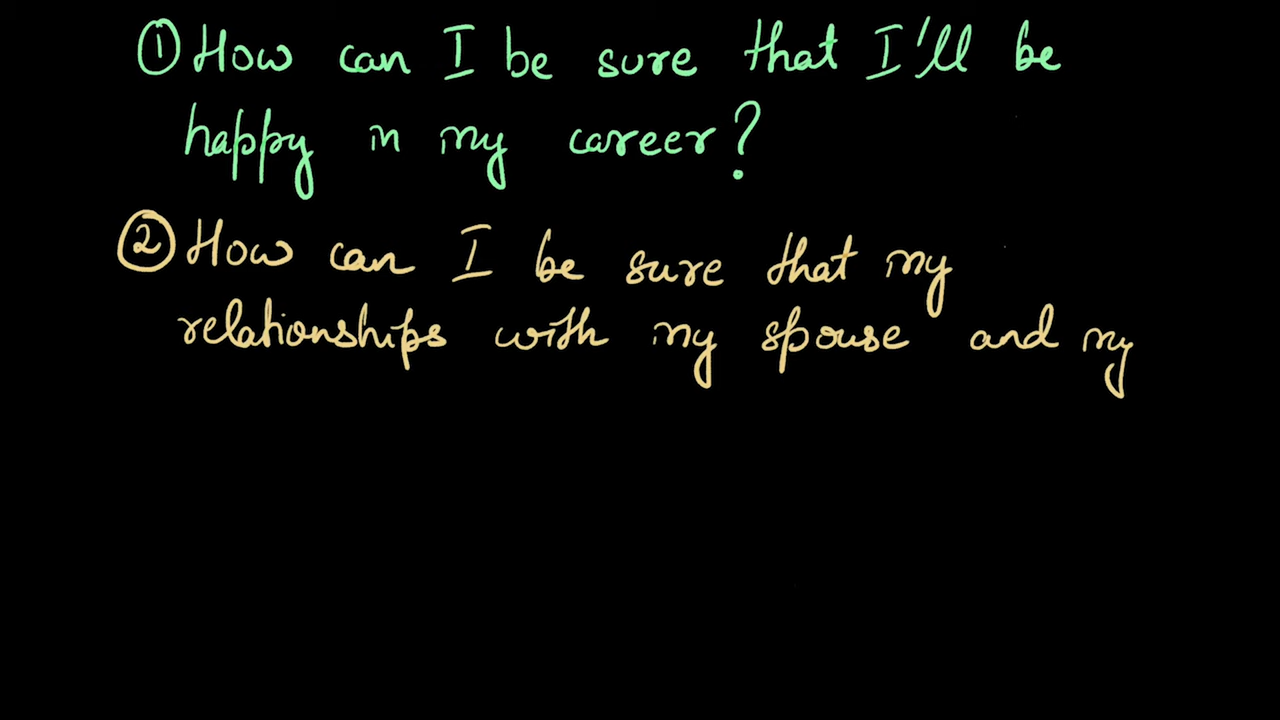 ① How can I be sure that I'll be
happy in my career?
② How can I be sure that my
relationships with my spouse and my